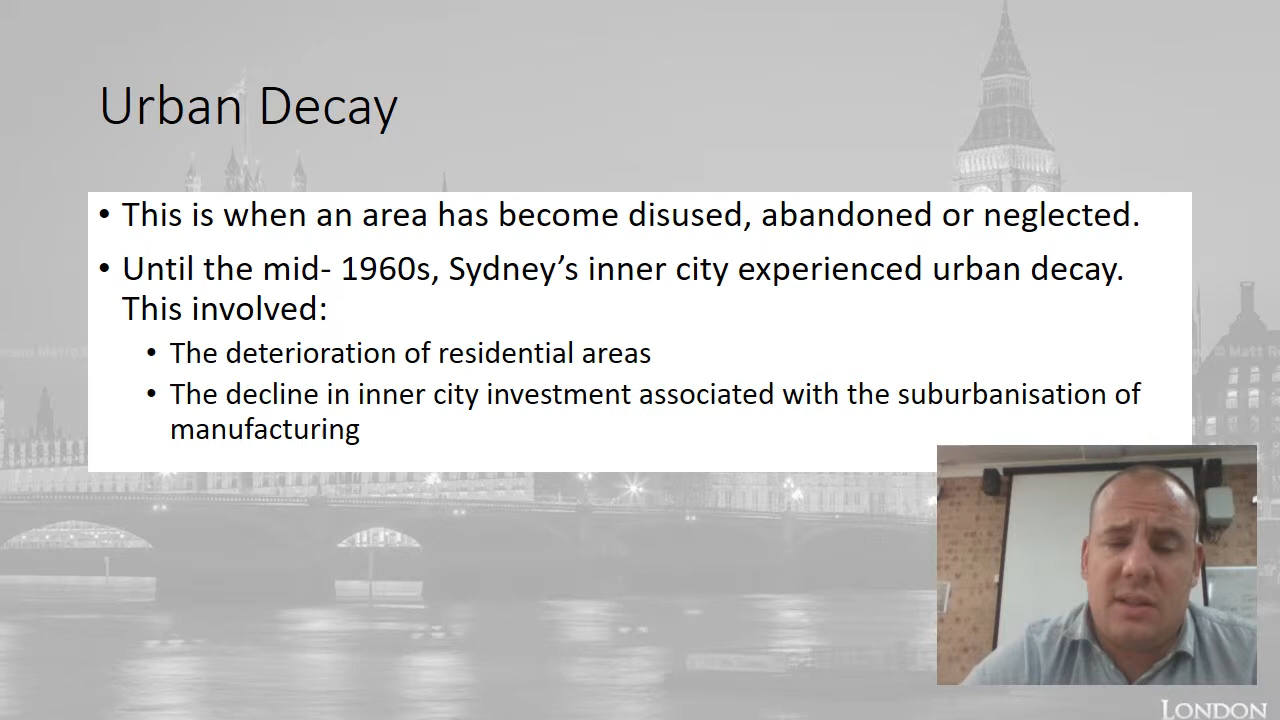 Urban Decay
• This is when an area has become disused, abandoned or neglected.
• Until the mid- 1960s, Sydney’s inner city experienced urban decay.
This involved:
• The deterioration of residential areas
• The decline in inner city investment associated with the suburbanisation of
manufacturing
LONDON